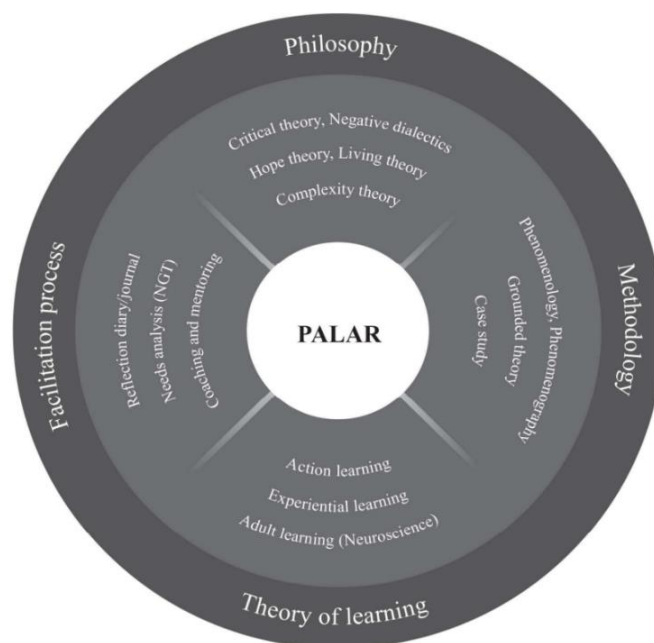 Philosophy
Critical theory, Negative dialectics
Hope theory, Living theory
Complexity theory
Facilitation process
Reflection diary/journal
Needs analysis (NGT)
Coaching and mentoring
PALAR
Case study
Grounded theory
Phenomenology, Phenomenography
Methodology
Action learning
Experiential learning
Adult learning (Neuroscience)
Theory of learning